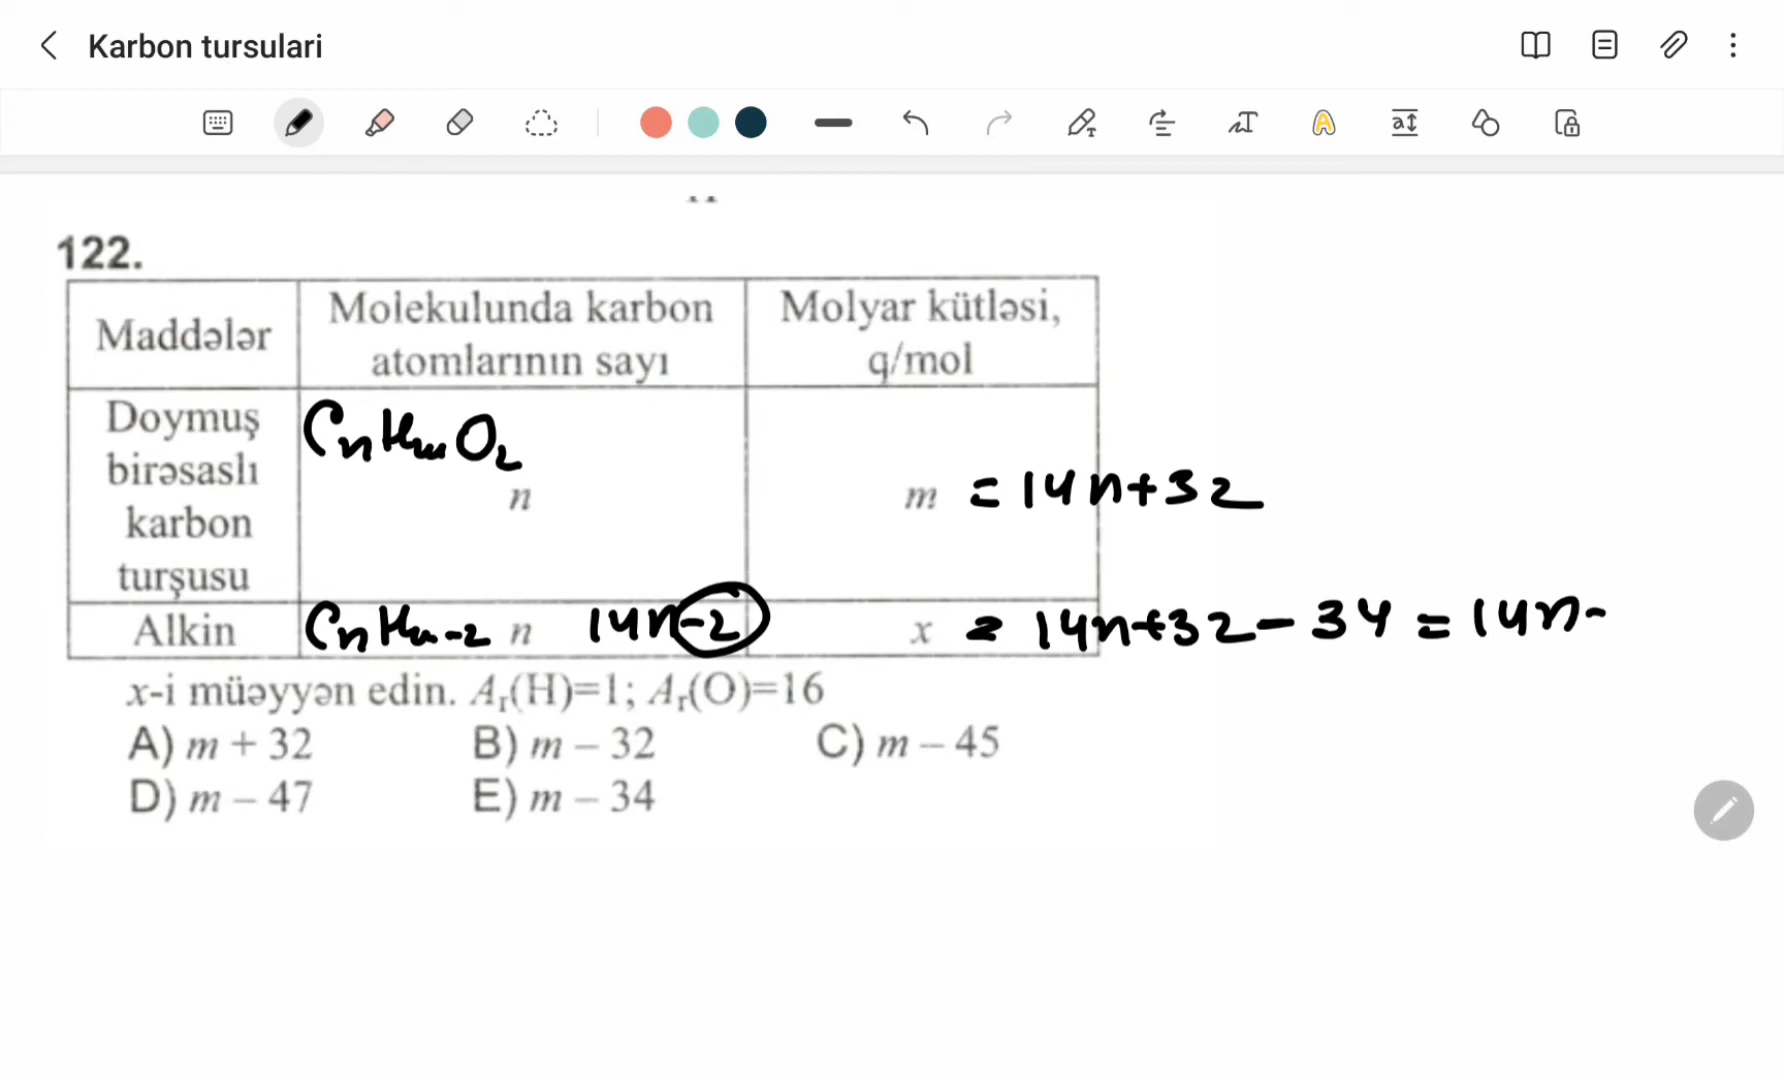 Karbon tursulari
122.
Maddələr
Molekulunda karbon
atomlarının sayı
Molyar kütləsi,
q/mol
Doymuş
birəsaslı
karbon
turşusu
CnH2nO2
n
m = 14n+32
Alkin
CnH2n-2 n 14n-2
x = 14n+32-34=14n-
x-i müəyyən edin. Ar(H)=1; Ar(O)=16
A) m + 32 B) m – 32 C) m – 45
D) m – 47 E) m – 34